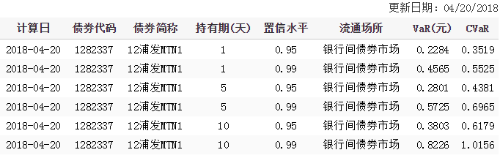 更新日期：04/20/2018
计算日 债券代码 债券简称 持有期(天) 置信水平 流通场所 VaR(元) CVaR
2018-04-20 1282337 12浦发MTN1 1 0.95 银行间债券市场 0.2284 0.3519
2018-04-20 1282337 12浦发MTN1 1 0.99 银行间债券市场 0.4565 0.5525
2018-04-20 1282337 12浦发MTN1 5 0.95 银行间债券市场 0.2801 0.4381
2018-04-20 1282337 12浦发MTN1 5 0.99 银行间债券市场 0.5725 0.6965
2018-04-20 1282337 12浦发MTN1 10 0.95 银行间债券市场 0.3803 0.6179
2018-04-20 1282337 12浦发MTN1 10 0.99 银行间债券市场 0.8226 1.0156